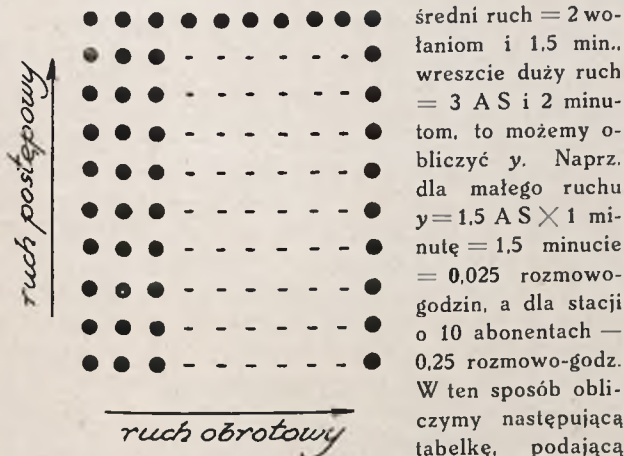 ruch postępowy
ruch obrotowy
średni ruch = 2 wo-
łaniom i 1,5 min.,
wreszcie duży ruch
= 3 A S i 2 minu-
tom, to możemy o-
bliczyć y. Naprz.
dla małego ruchu
y = 1,5 A S × 1 mi-
nutę = 1,5 minucie
= 0,025 rozmowo-
godzin, a dla stacji
o 10 abonentach —
0,25 rozmowo-godz.
W ten sposób obli-
czymy następującą
tabelkę, podającą